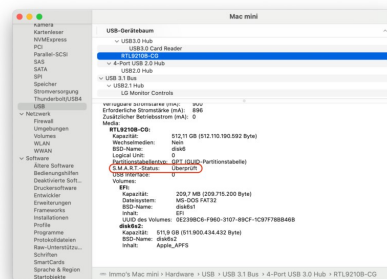 Mac mini
Kamera
Kartenleser
NVMExpress
PCI
Parallel-SCSI
SAS
SATA
SPI
Speicher
Stromversorgung
Thunderbolt/USB4
USB
Netzwerk
Firewall
Umgebungen
Volumes
WLAN
WWAN
Software
Ältere Software
Bedienungshilfen
Deaktivierte Soft...
Druckersoftware
Entwickler
Erweiterungen
Frameworks
Installationen
Profile
Programme
Protokolldateien
Raw-Unterstützu...
Schriften
SmartCards
Sprache & Region
Startobjekte
USB-Gerätebaum
USB3.0 Hub
USB3.0 Card Reader
RTL9210B-CG
4-Port USB 2.0 Hub
USB2.0 Hub
USB 3.1 Bus
USB2.1 Hub
LG Monitor Controls
Verfügbare Stromstärke (mA): 900
Erforderliche Stromstärke (mA): 896
Zusätzlicher Betriebsstrom (mA): 0
Media:
RTL9210B-CG:
Kapazität: 512,11 GB (512.110.190.592 Byte)
Wechselmedien: Nein
BSD-Name: disk6
Logical Unit: 0
Partitionstabellentyp: GPT (GUID-Partitionstabelle)
S.M.A.R.T.-Status: Überprüft
USB Interface: 0
Volumes:
EFI:
Kapazität: 209,7 MB (209.715.200 Byte)
Dateisystem: MS-DOS FAT32
BSD-Name: disk6s1
Inhalt: EFI
UUID des Volumes: 0E239BC6-F960-3107-89CF-1C97F78BB46B
disk6s2:
Kapazität: 511,9 GB (511.900.434.432 Byte)
BSD-Name: disk6s2
Inhalt: Apple_APFS
Immo's Mac mini › Hardware › USB › USB 3.1 Bus › 4-Port USB 3.0 Hub › RTL9210B-CG